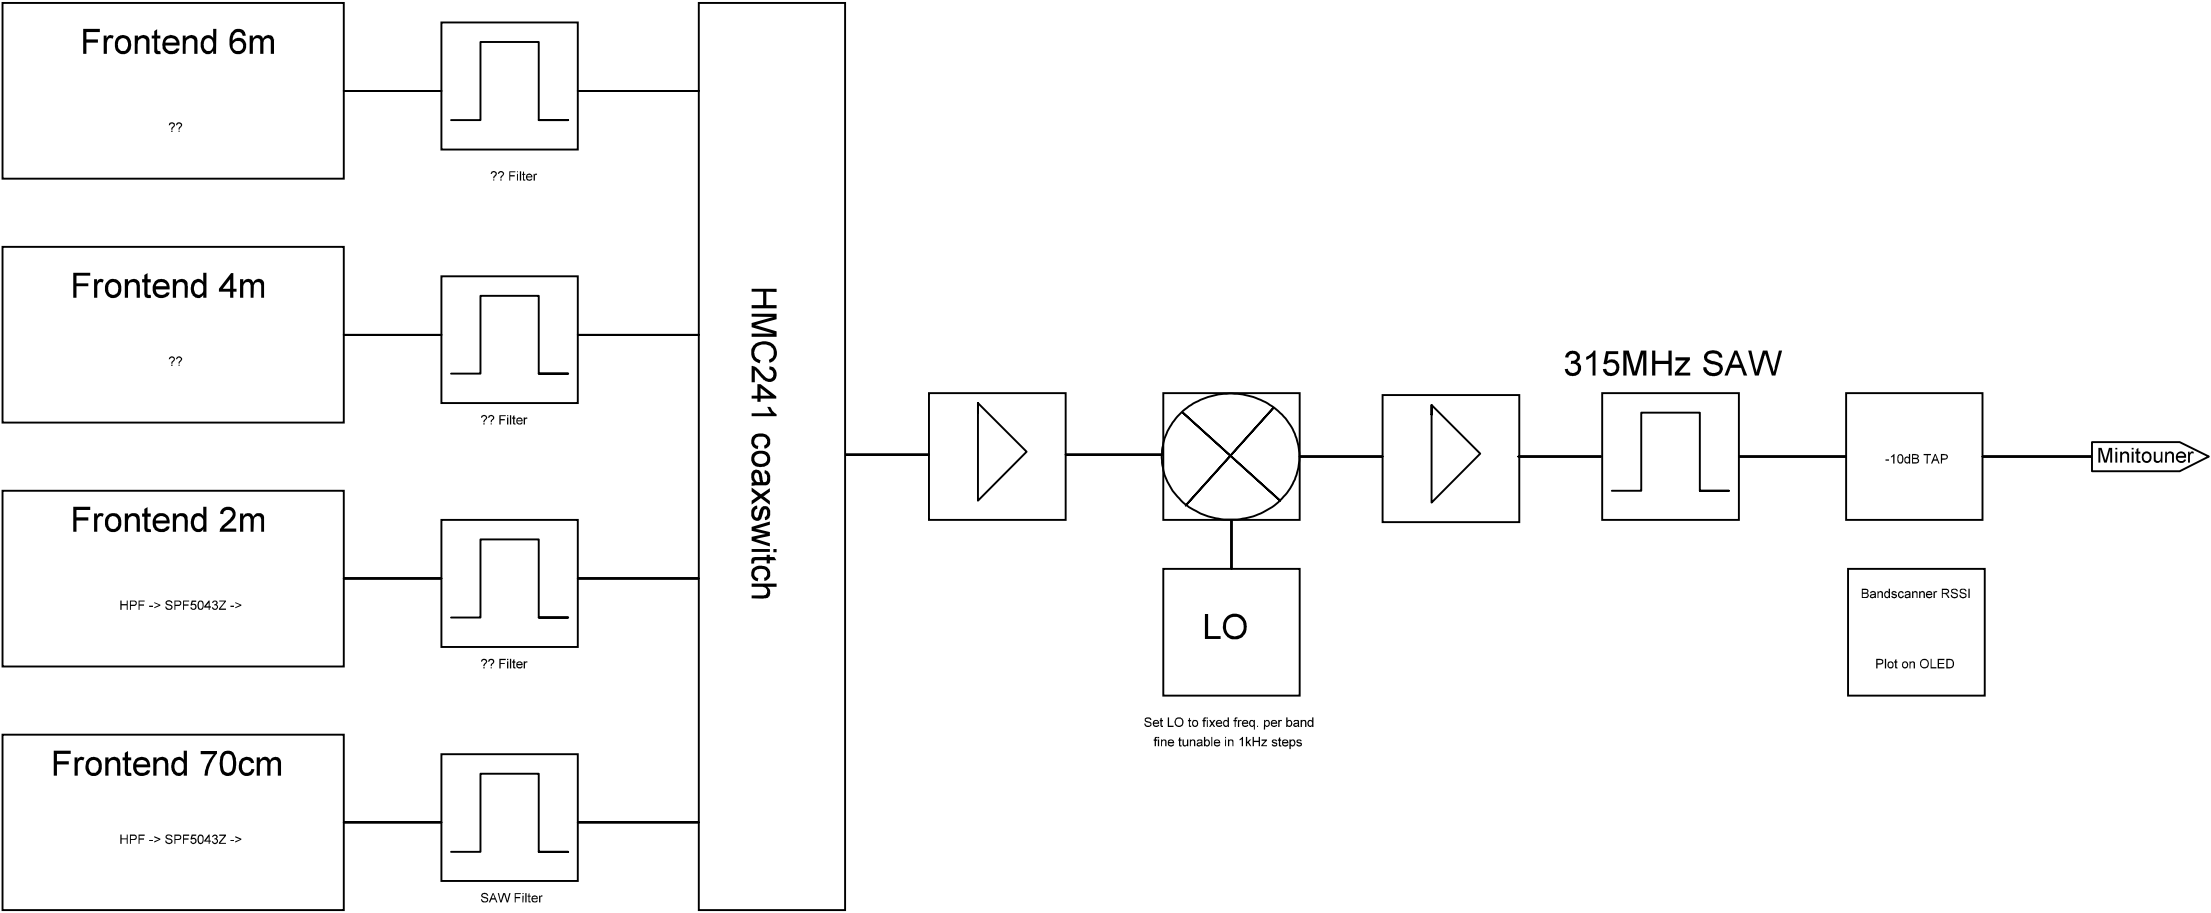 Frontend 6m
??
?? Filter
Frontend 4m
??
?? Filter
Frontend 2m
HPF -> SPF5043Z ->
?? Filter
Frontend 70cm
HPF -> SPF5043Z ->
SAW Filter
HMC241 coaxswitch
LO
Set LO to fixed freq. per band
fine tunable in 1kHz steps
315MHz SAW
-10dB TAP
Bandscanner RSSI
Plot on OLED
Minitouner